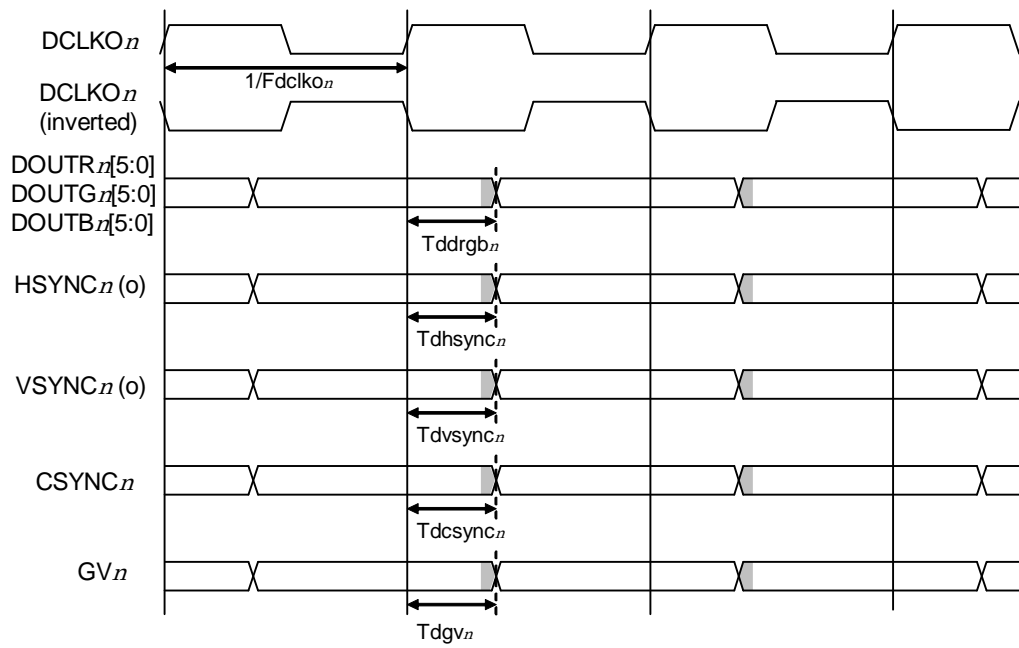 DCLKOn
1/Fdclkon
DCLKOn
(inverted)
DOUTRn[5:0]
DOUTGn[5:0]
DOUTBn[5:0]
Tddrgbn
HSYNCn (o)
Tdhsyncn
VSYNCn (o)
Tdvsyncn
CSYNCn
Tdcsyncn
GVn
Tdgvn